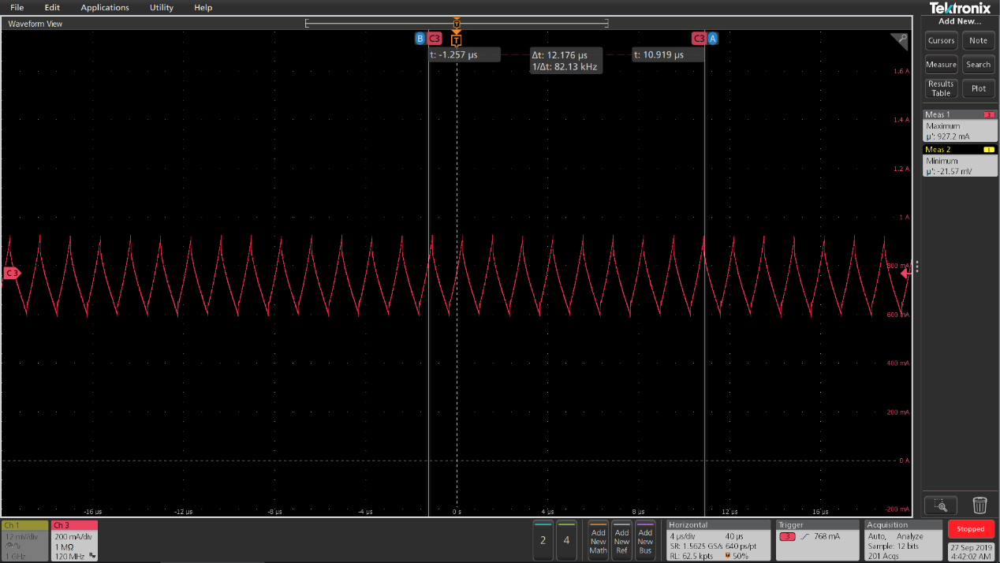 File Edit Applications Utility Help
Tektronix
Waveform View
Add New...
T
B C3 T C3 A
t: -1.257 µs
Δt: 12.176 µs
1/Δt: 82.13 kHz
t: 10.919 µs
Cursors Note
Measure Search
Results
Table
Plot
Meas 1 3
Maximum
µ': 927.2 mA
Meas 2 1
Minimum
µ': -21.57 mV
1.6 A
1.4 A
1.2 A
1 A
800 mA
600 mA
400 mA
200 mA
0 A
-200 mA
C 3
-16 µs -12 µs -8 µs -4 µs 0 s 4 µs 8 µs 12 µs 16 µs
Ch 1
12 mV/div
1 GHz
Ch 3
200 mA/div
1 MΩ
120 MHz
2 4
Add
New
Math
Add
New
Ref
Add
New
Bus
Horizontal
4 µs/div 40 µs
SR: 1.5625 GS/s 640 ps/pt
RL: 62.5 kpts 50%
Trigger
3 768 mA
Acquisition
Auto, Analyze
Sample: 12 bits
201 Acqs
Stopped
27 Sep 2019
4:42:02 AM